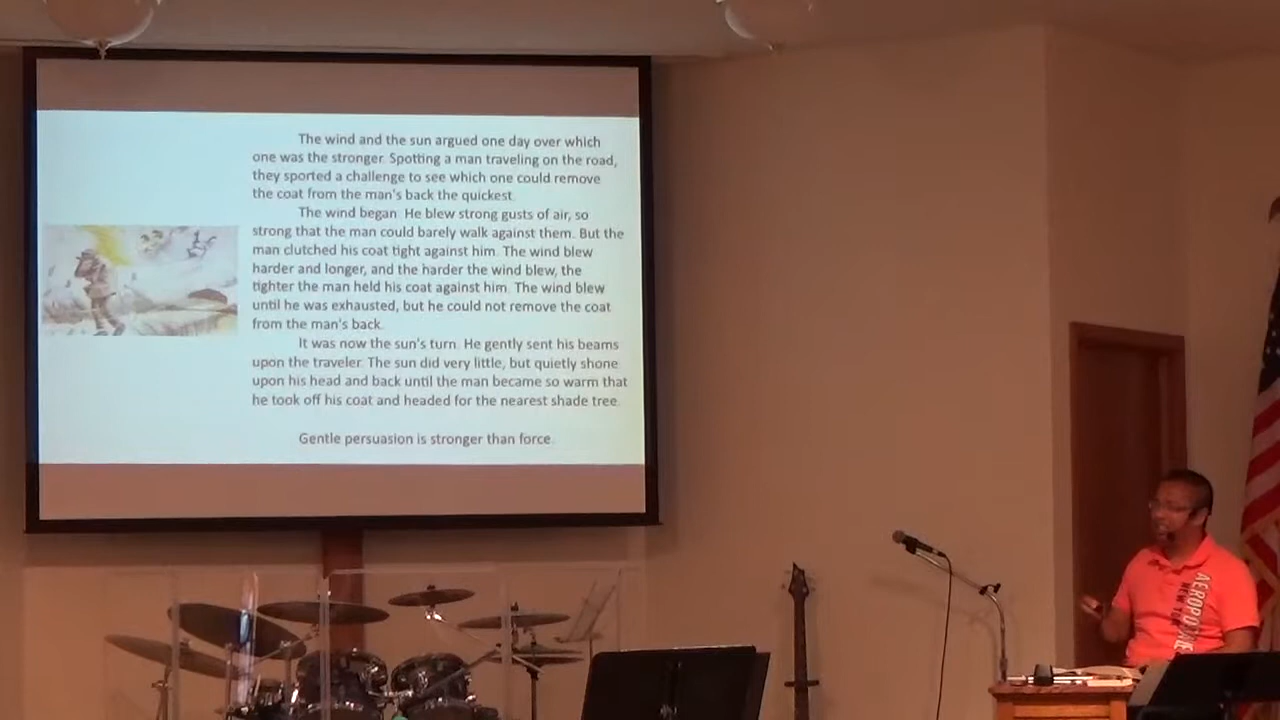 The wind and the sun argued one day over which
one was the stronger. Spotting a man traveling on the road,
they sported a challenge to see which one could remove
the coat from the man's back the quickest.
The wind began. He blew strong gusts of air, so
strong that the man could barely walk against them. But the
man clutched his coat tight against him. The wind blew
harder and longer, and the harder the wind blew, the
tighter the man held his coat against him. The wind blew
until he was exhausted, but he could not remove the coat
from the man's back.
It was now the sun's turn. He gently sent his beams
upon the traveler. The sun did very little, but quietly shone
upon his head and back until the man became so warm that
he took off his coat and headed for the nearest shade tree.
Gentle persuasion is stronger than force.
NEW